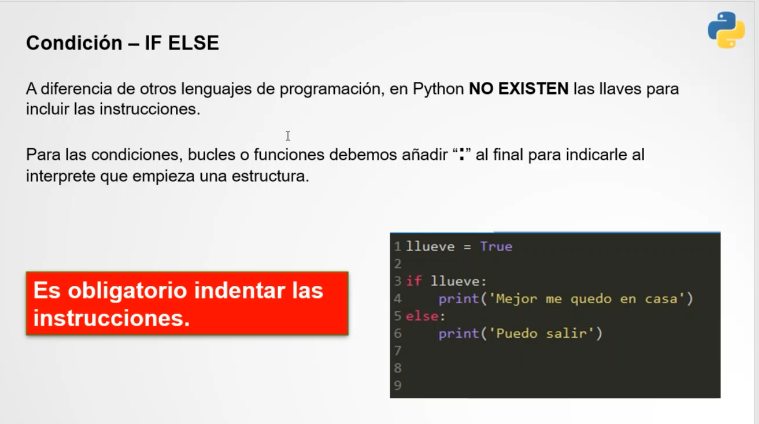 Condición – IF ELSE
A diferencia de otros lenguajes de programación, en Python NO EXISTEN las llaves para
incluir las instrucciones.
Para las condiciones, bucles o funciones debemos añadir “:” al final para indicarle al
interprete que empieza una estructura.
Es obligatorio indentar las
instrucciones.
1 llueve = True
2
3 if llueve:
4     print('Mejor me quedo en casa')
5 else:
6     print('Puedo salir')
7
8
9